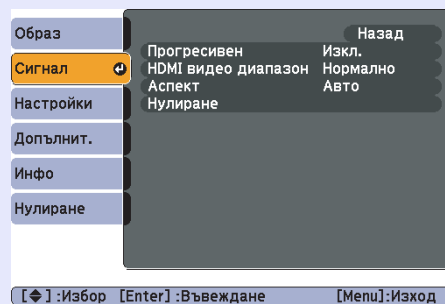 Образ
Сигнал
Настройки
Допълнит.
Инфо
Нулиране
Назад
Прогресивен Изкл.
HDMI видео диапазон Нормално
Аспект Авто
Нулиране
[◆] :Избор [Enter] :Въвеждане [Menu]:Изход